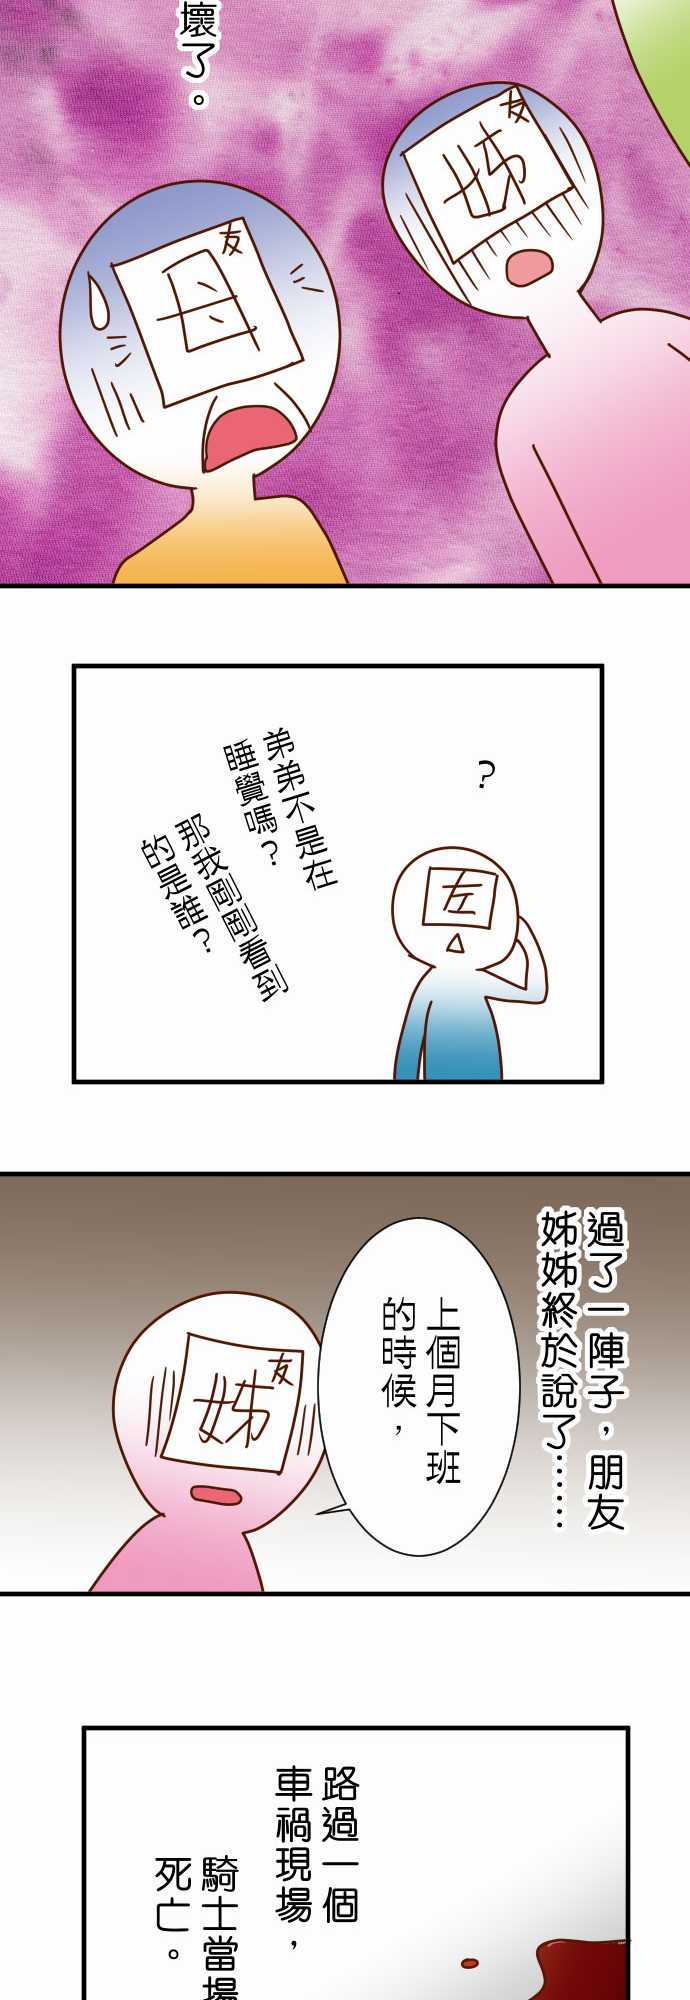 壞了。
友
姊
友
母
?
弟弟不是在
睡覺嗎?
那我剛剛看到
的是誰?
左
過了一陣子，朋友
姊姊終於說了……
上個月下班
的時候，
友
姊
路過一個
車禍現場，
騎士當場
死亡。